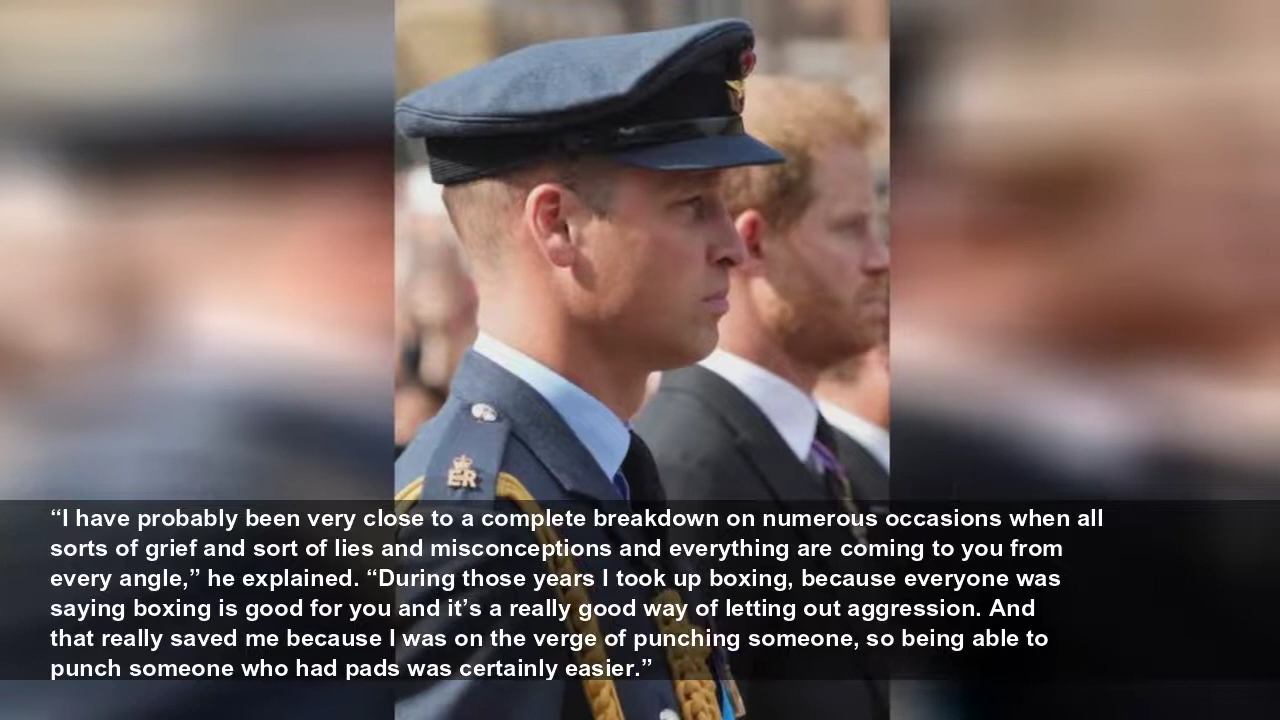 ER
“I have probably been very close to a complete breakdown on numerous occasions when all
sorts of grief and sort of lies and misconceptions and everything are coming to you from
every angle,” he explained. “During those years I took up boxing, because everyone was
saying boxing is good for you and it’s a really good way of letting out aggression. And
that really saved me because I was on the verge of punching someone, so being able to
punch someone who had pads was certainly easier.”